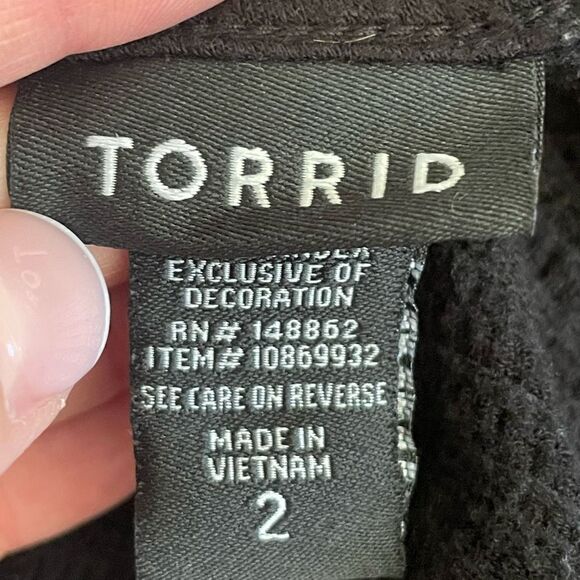 TORRID
EXCLUSIVE OF
DECORATION
RN# 148862
ITEM# 10869932
SEE CARE ON REVERSE
MADE IN
VIETNAM
2